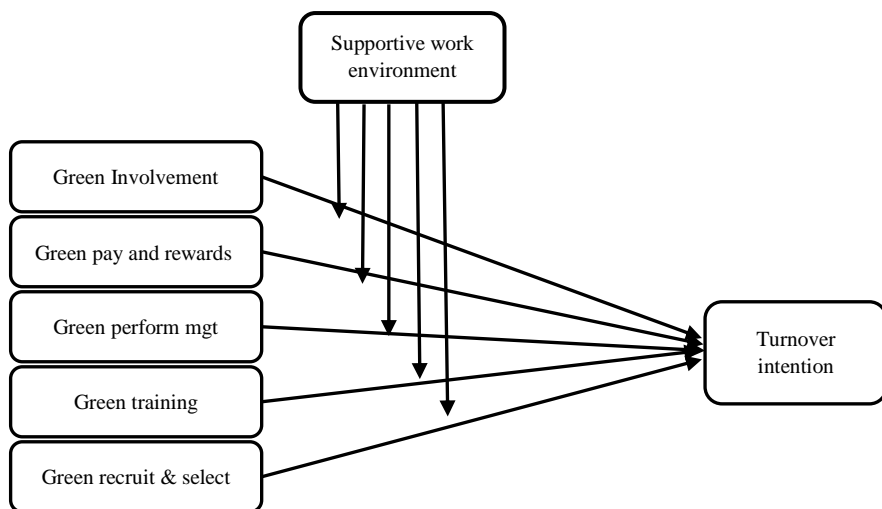 Supportive work
environment
Green Involvement
Green pay and rewards
Green perform mgt
Green training
Green recruit & select
Turnover
intention